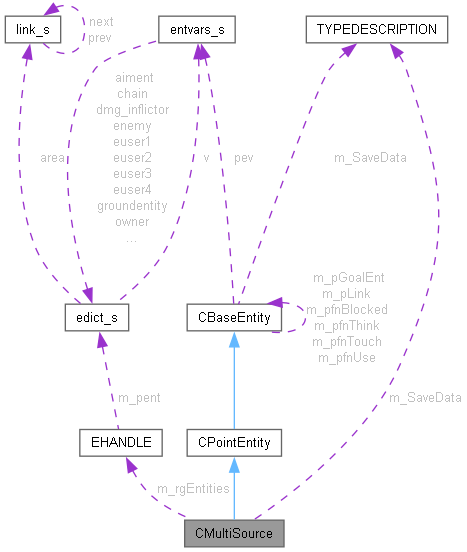 link_s
next
prev
entvars_s
TYPEDESCRIPTION
aiment
chain
dmg_inflictor
enemy
euser1
euser2
euser3
euser4
groundentity
owner
...
area
v
pev
m_SaveData
m_pGoalEnt
m_pLink
m_pfnBlocked
m_pfnThink
m_pfnTouch
m_pfnUse
edict_s
CBaseEntity
m_pent
m_SaveData
EHANDLE
CPointEntity
m_rgEntities
CMultiSource